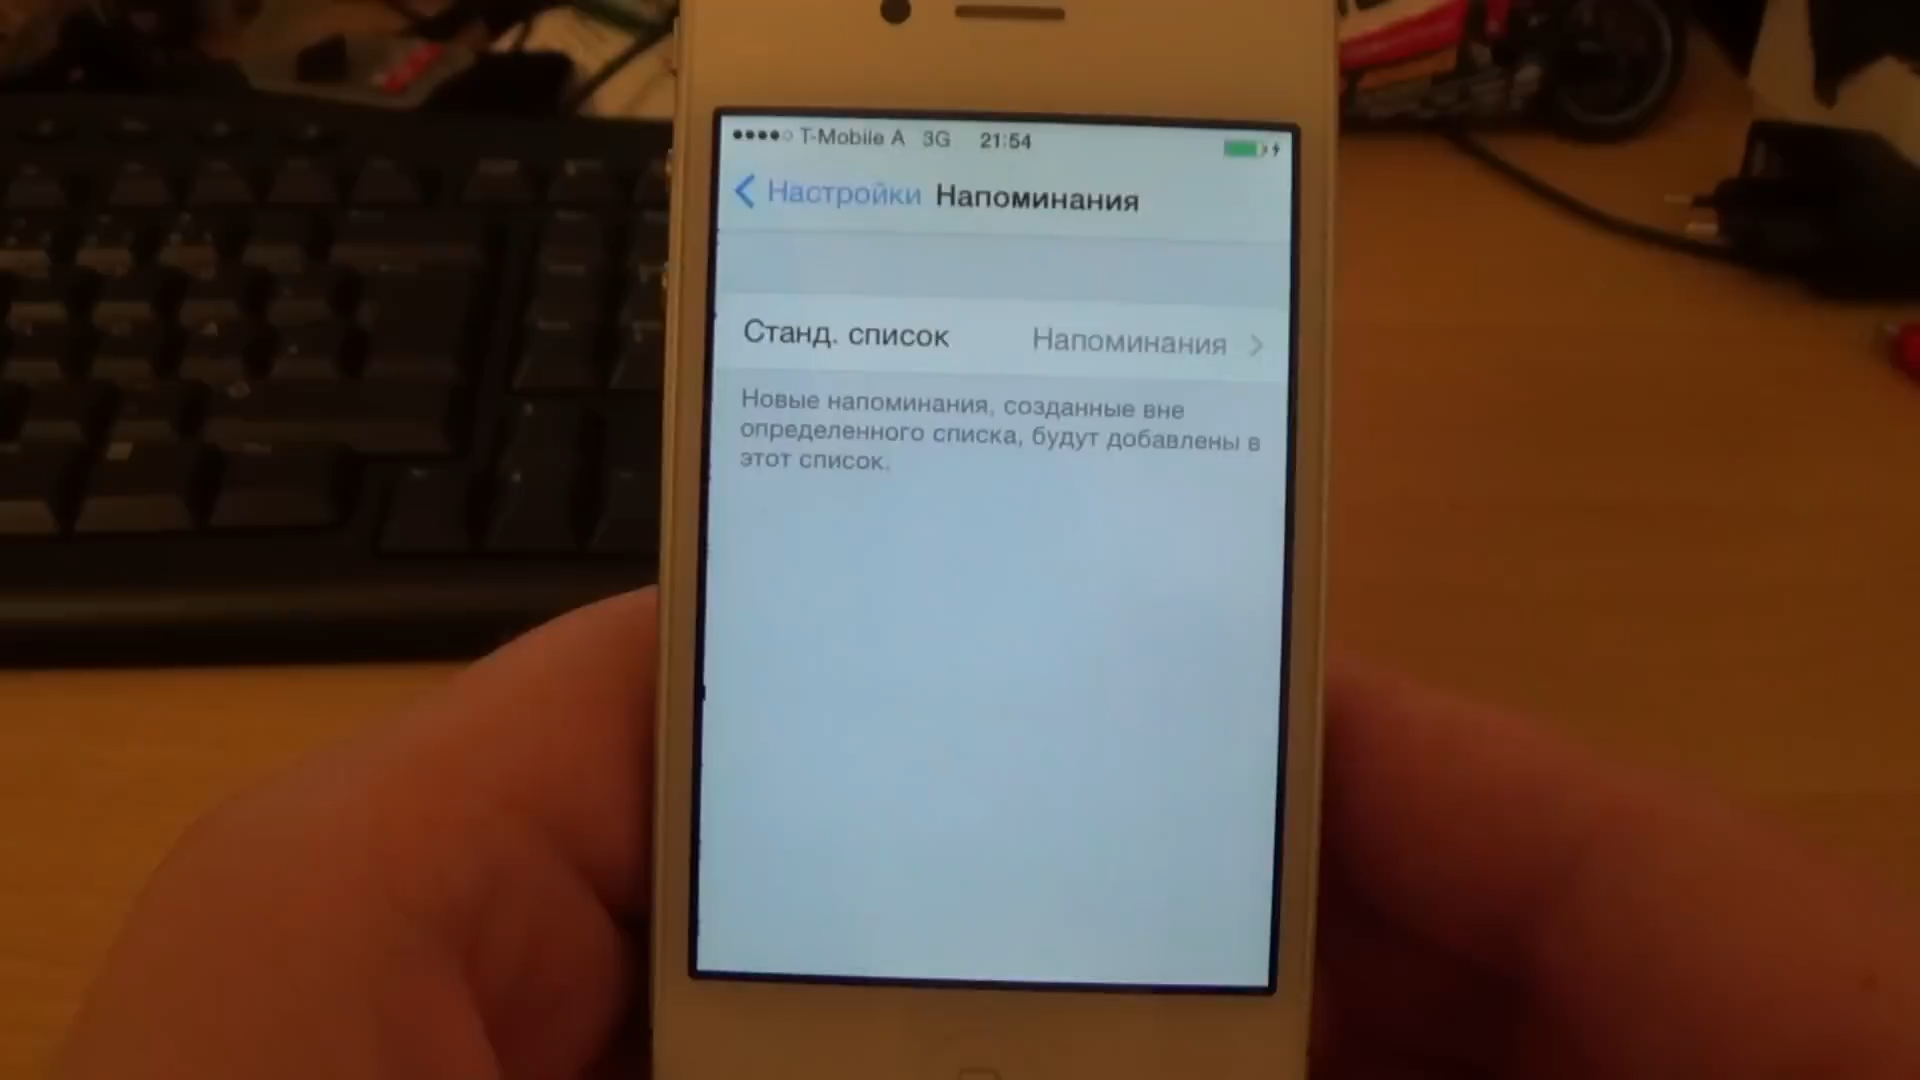 T-Mobile A 3G 21:54
Настройки Напоминания
Станд. список Напоминания
Новые напоминания, созданные вне
определенного списка, будут добавлены в
этот список.